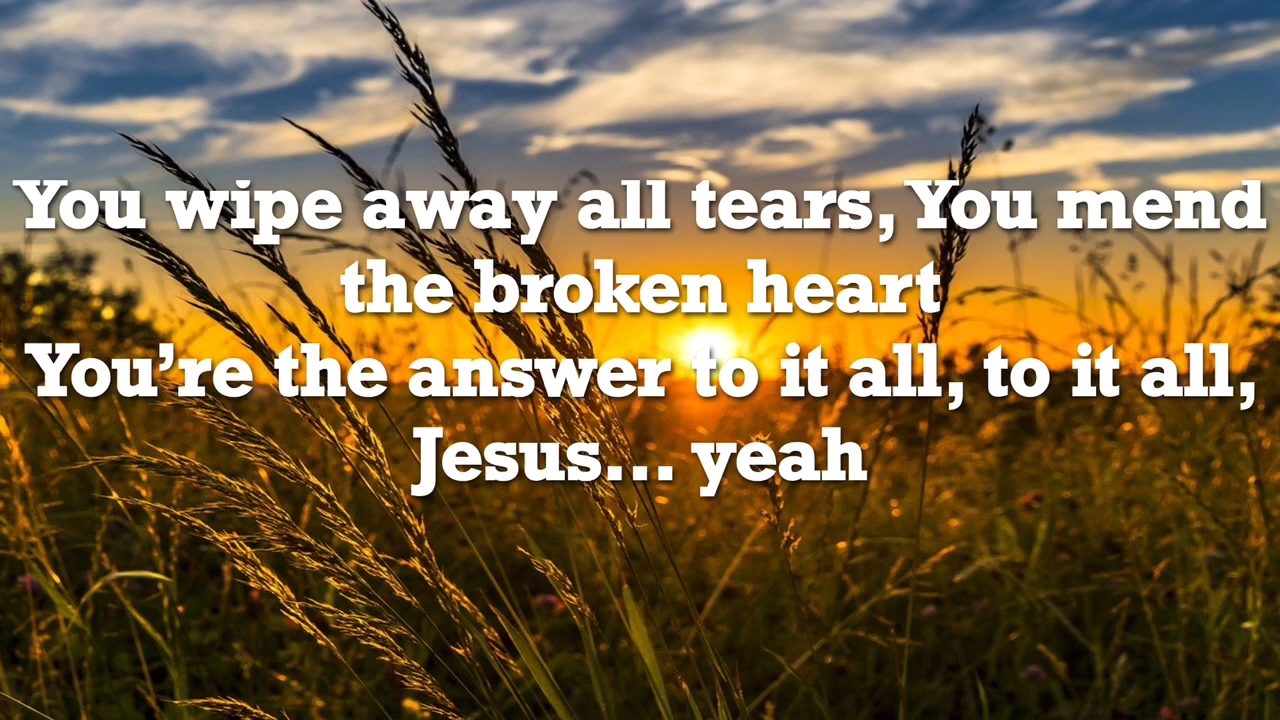 You wipe away all tears, You mend
the broken heart
You’re the answer to it all, to it all,
Jesus... yeah